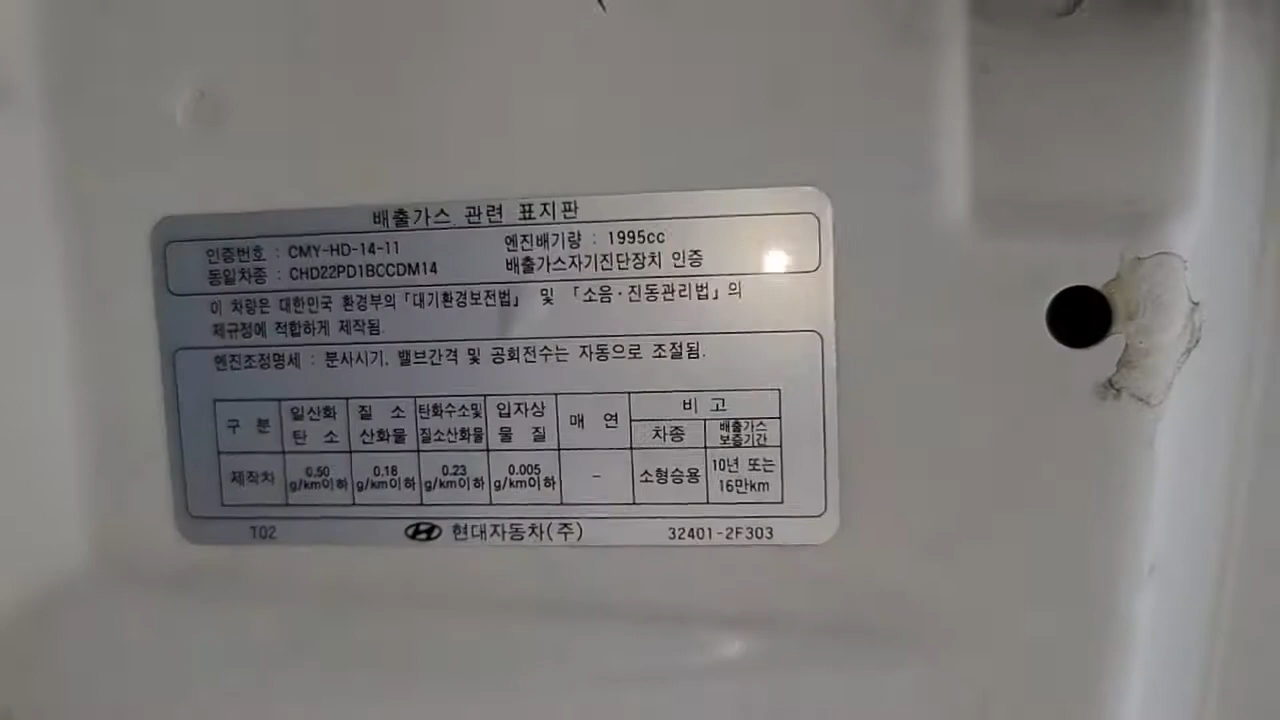 배출가스 관련 표지판
인증번호 : CMY-HD-14-11 엔진배기량 : 1995cc
동일차종 : CHD22PD1BCCDM14 배출가스자기진단장치 인증
이 차량은 대한민국 환경부의 「대기환경보전법」 및 「소음·진동관리법」의
제규정에 적합하게 제작됨.
엔진조정명세 : 분사시기, 밸브간격 및 공회전수는 자동으로 조절됨.
구 분 일산화 탄 소 질 소 산화물 탄화수소및 질소산화물 입자상 물 질 매 연 비 고
차종 배출가스 보증기간
제작차 0.50 g/km이하 0.18 g/km이하 0.23 g/km이하 0.005 g/km이하 - 소형승용 10년 또는 16만km
T02 현대자동차(주) 32401-2F303